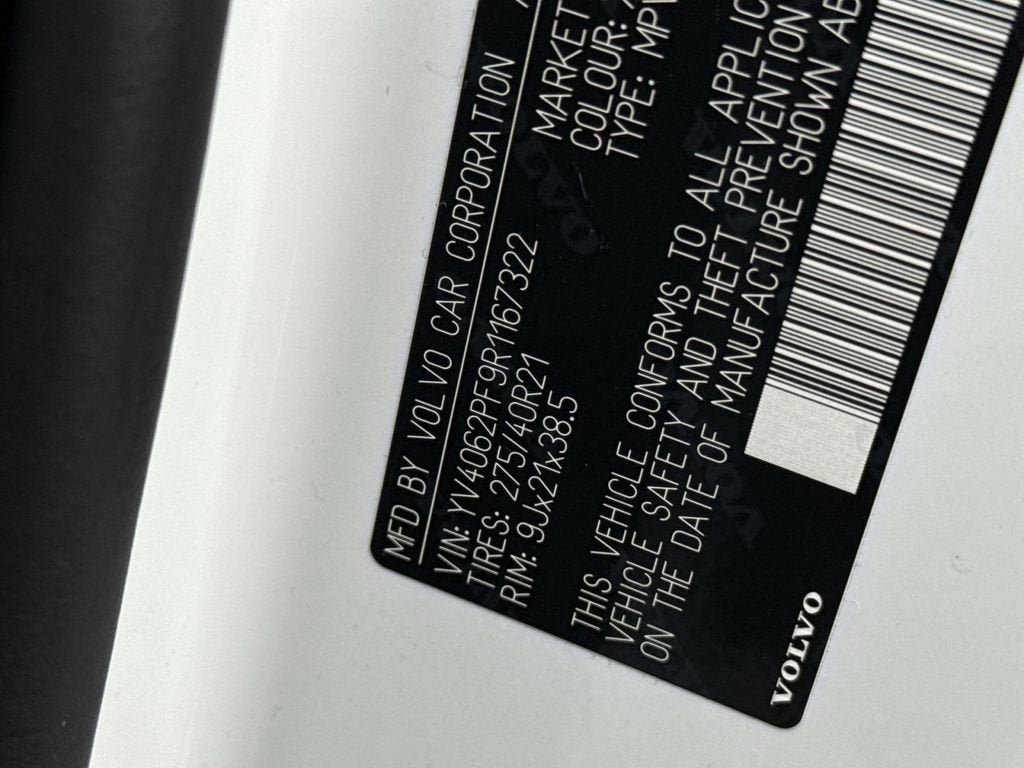 MFD BY VOLVO CAR CORPORATION
VIN: YV4062PF9R1167322
TIRES: 275/40R21
RIM: 9Jx21x38.5
MARKET
COLOUR:
TYPE: MPV
THIS VEHICLE CONFORMS TO ALL APPLIC
VEHICLE SAFETY AND THEFT PREVENTION
ON THE DATE OF MANUFACTURE SHOWN AB
VOLVO